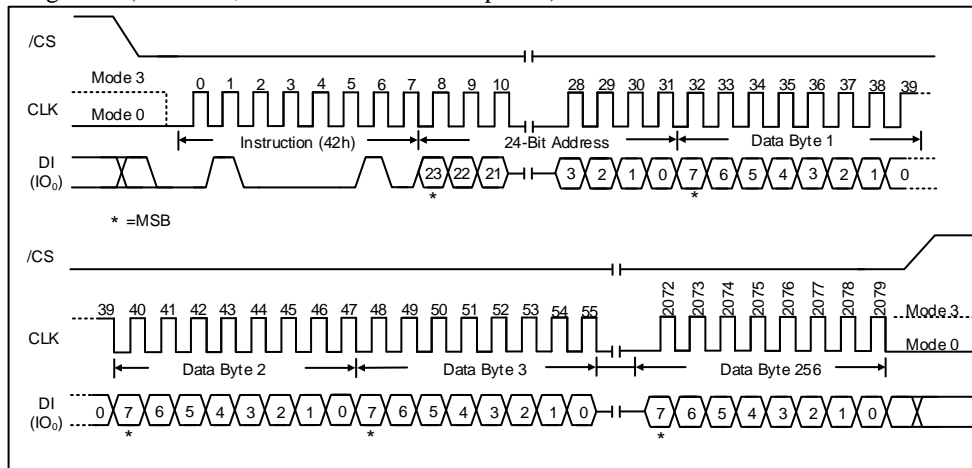 /CS
Mode 3
0 1 2 3 4 5 6 7 8 9 10 28 29 30 31 32 33 34 35 36 37 38 39
CLK
Mode 0
Instruction (42h) 24-Bit Address Data Byte 1
DI
(IO₀)
23 22 21 3 2 1 0 7 6 5 4 3 2 1 0
* *
* =MSB
/CS
39 40 41 42 43 44 45 46 47 48 49 50 51 52 53 54 55 2072 2073 2074 2075 2076 2077 2078 2079
Mode 3
CLK
Mode 0
Data Byte 2 Data Byte 3 Data Byte 256
DI
(IO₀)
0 7 6 5 4 3 2 1 0 7 6 5 4 3 2 1 0 7 6 5 4 3 2 1 0
* * *